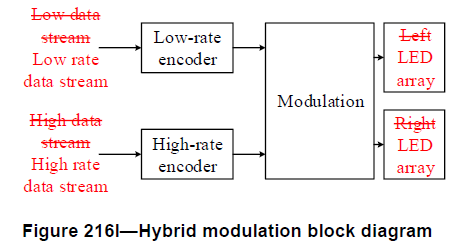 Low data
stream
Low rate
data stream
Low-rate
encoder
Left
LED
array
Modulation
High data
stream
High rate
data stream
High-rate
encoder
Right
LED
array
Figure 216l—Hybrid modulation block diagram